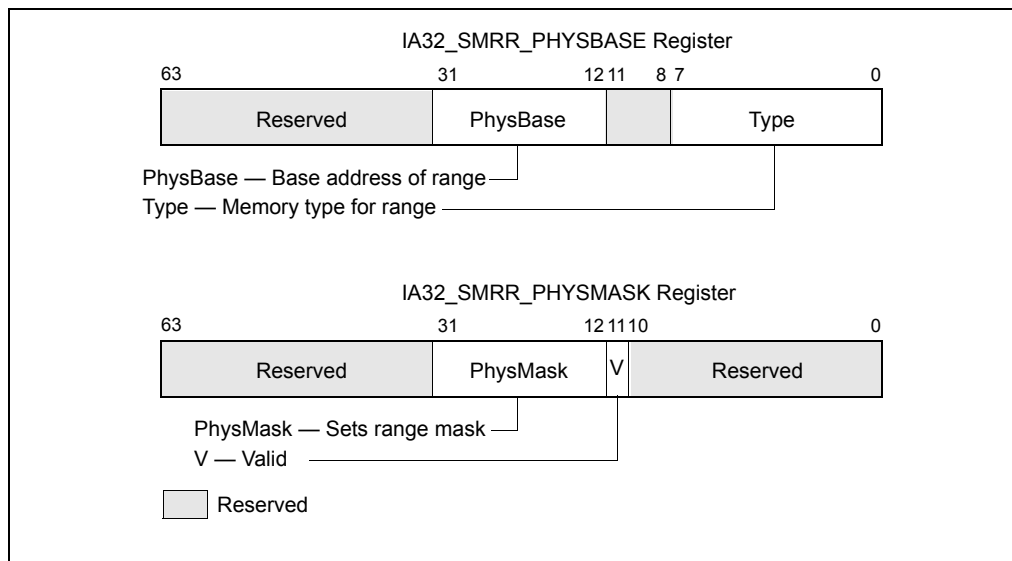 IA32_SMRR_PHYSBASE Register
63 31 12 11 8 7 0
Reserved PhysBase Type
PhysBase — Base address of range
Type — Memory type for range
IA32_SMRR_PHYSMASK Register
63 31 12 11 10 0
Reserved PhysMask V Reserved
PhysMask — Sets range mask
V — Valid
Reserved